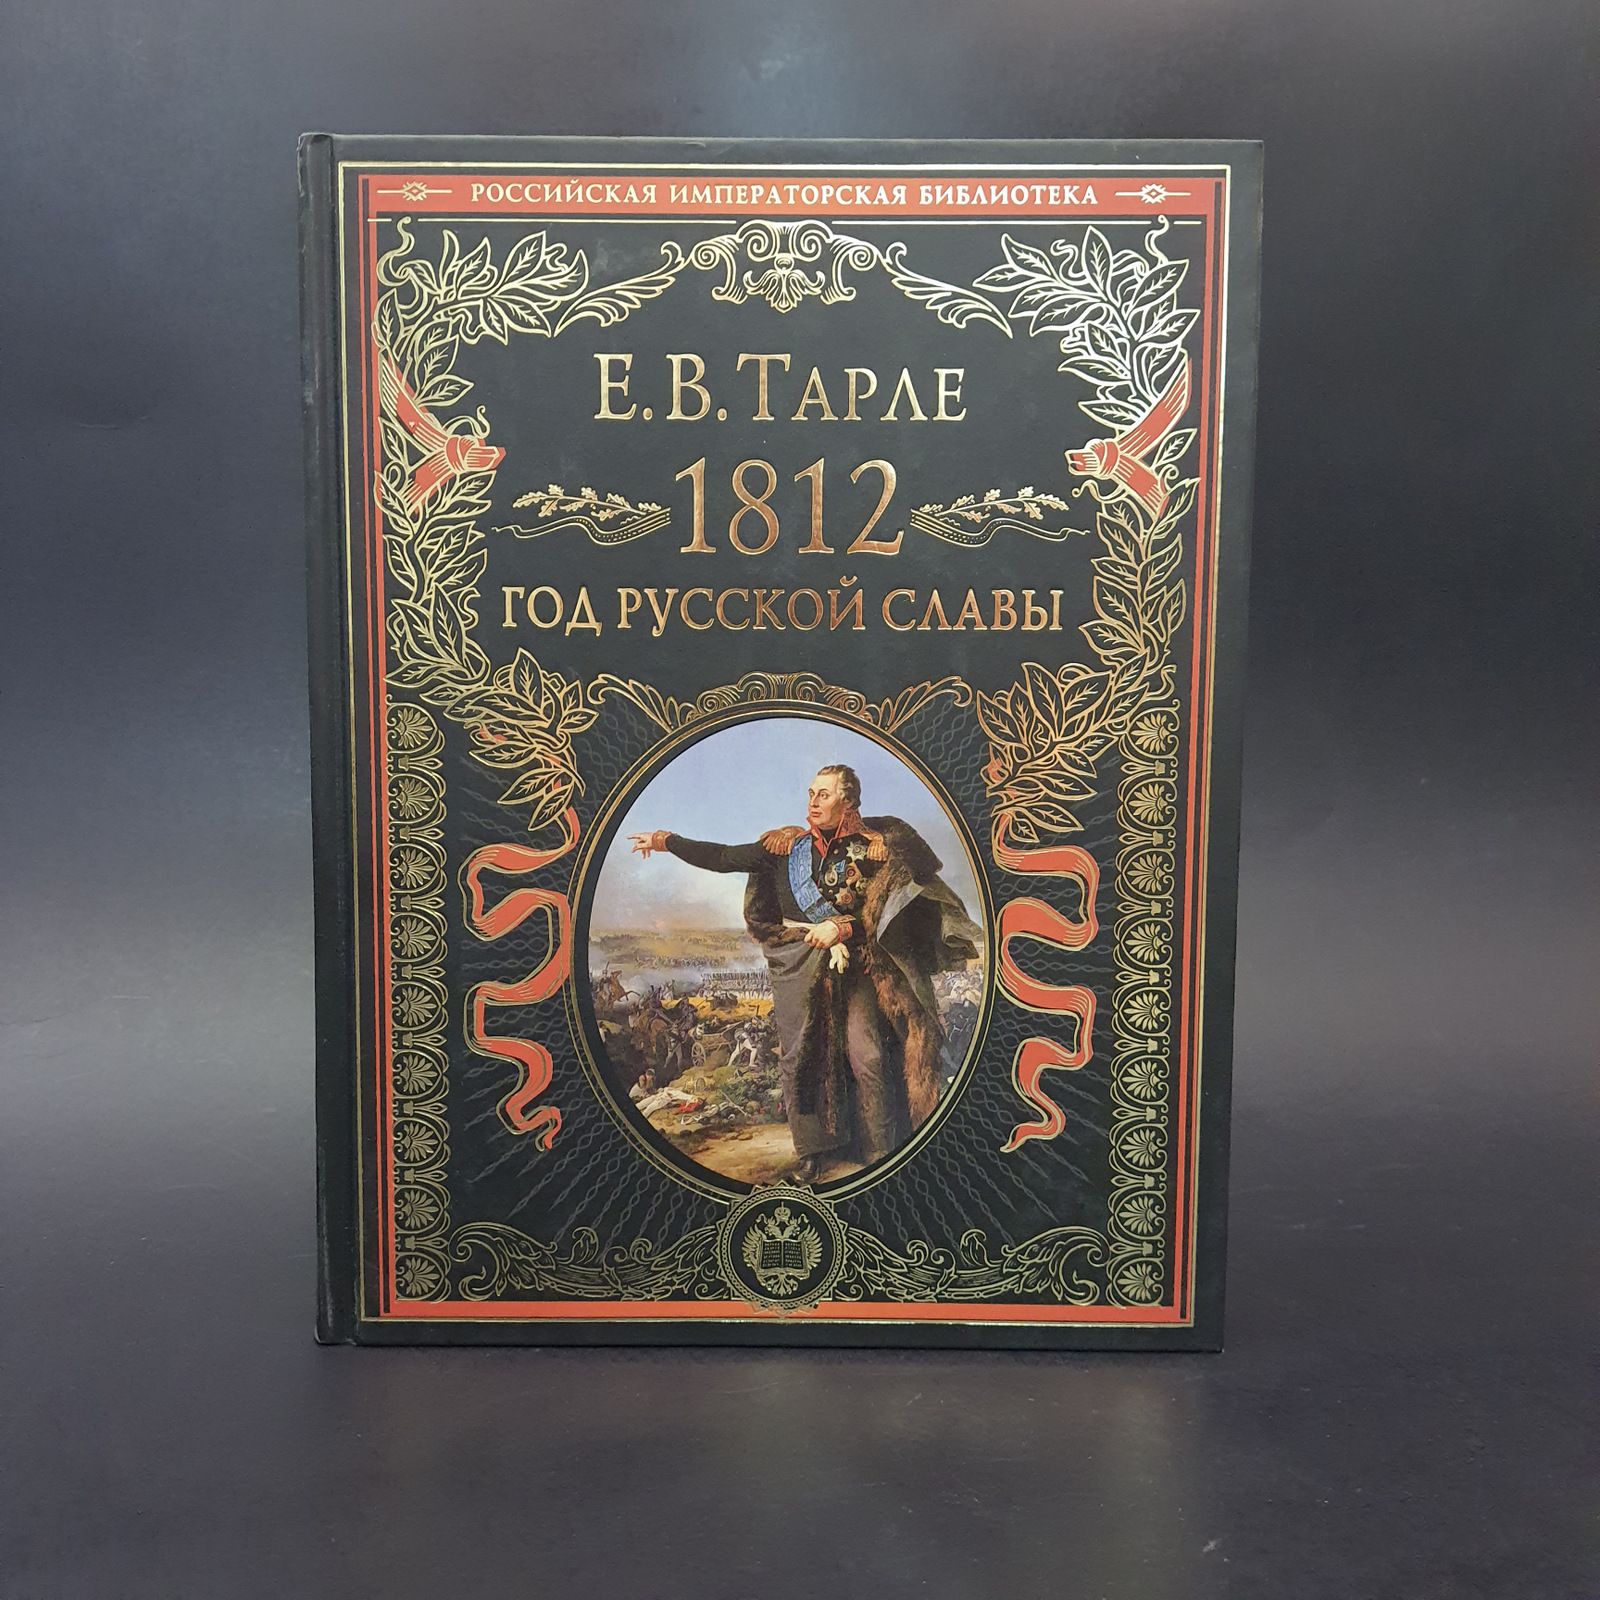 РОССИЙСКАЯ ИМПЕРАТОРСКАЯ БИБЛИОТЕКА
Е. В. ТАРЛЕ
1812
ГОД РУССКОЙ СЛАВЫ